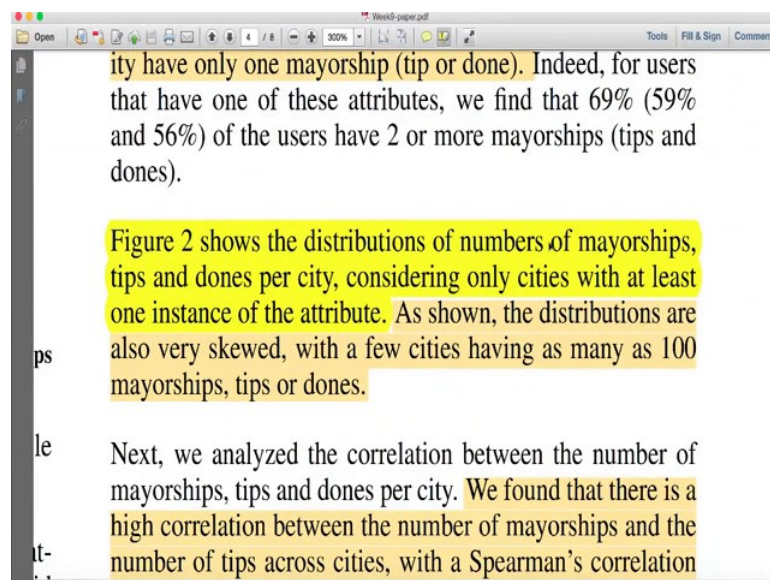 Week9-paper.pdf
Open 4 / 8 300% Tools Fill & Sign Commen
ity have only one mayorship (tip or done). Indeed, for users
that have one of these attributes, we find that 69% (59%
and 56%) of the users have 2 or more mayorships (tips and
dones).
Figure 2 shows the distributions of numbers of mayorships,
tips and dones per city, considering only cities with at least
one instance of the attribute. As shown, the distributions are
ps also very skewed, with a few cities having as many as 100
mayorships, tips or dones.
le Next, we analyzed the correlation between the number of
mayorships, tips and dones per city. We found that there is a
high correlation between the number of mayorships and the
at- number of tips across cities, with a Spearman's correlation